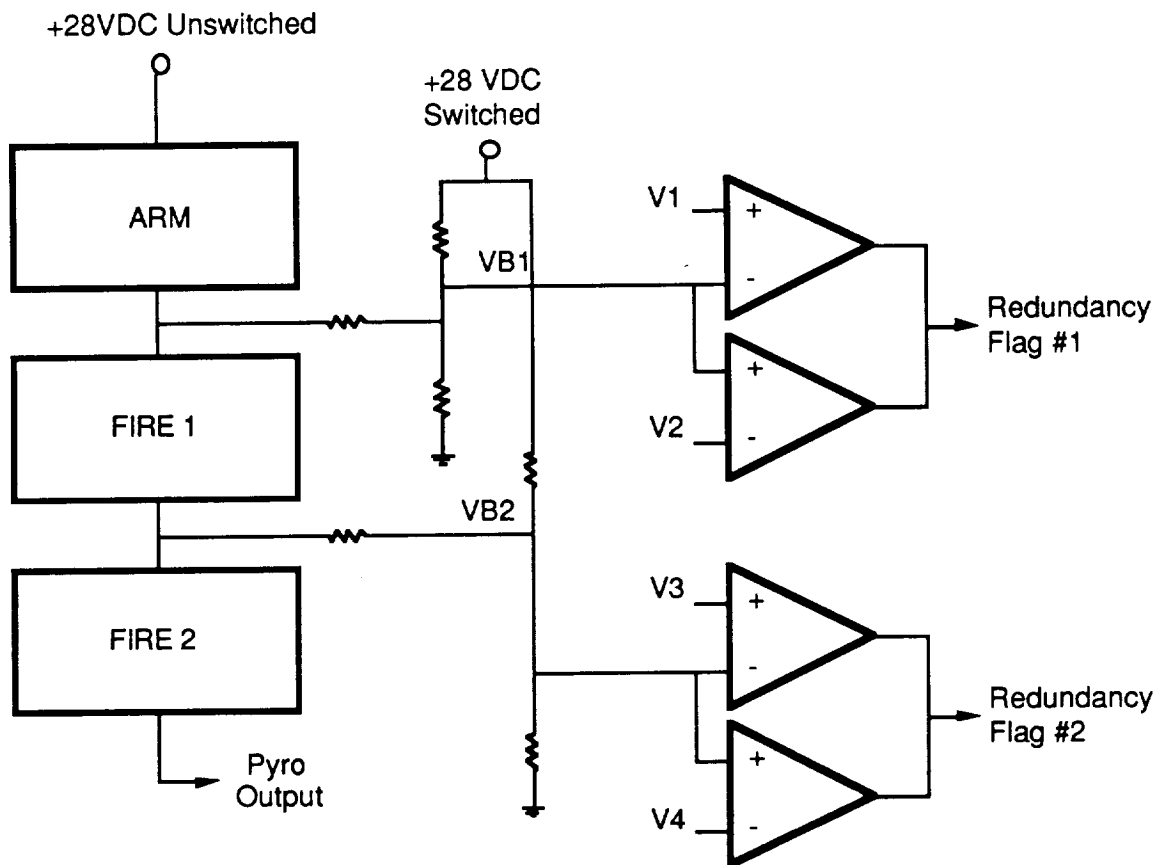 +28VDC Unswitched
+28 VDC
Switched
ARM
V1
+
VB1
-
Redundancy
Flag #1
+
FIRE 1
V2
-
VB2
V3
+
FIRE 2
-
Redundancy
Flag #2
+
Pyro
Output
V4
-